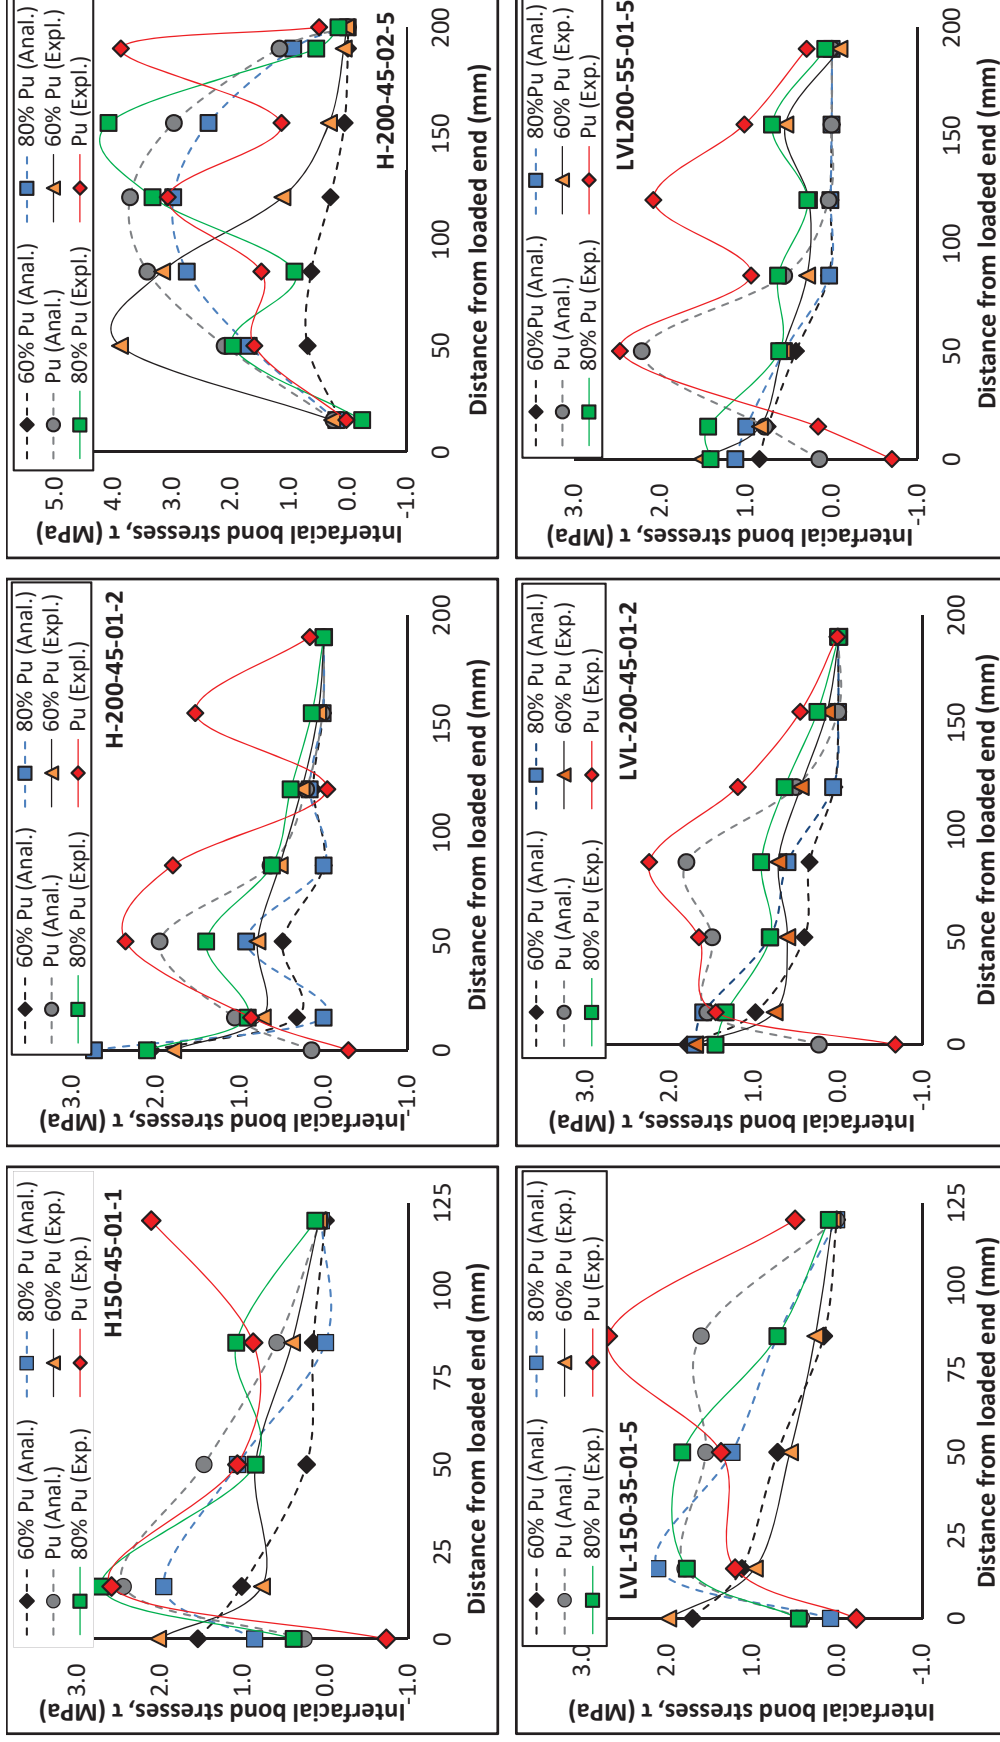 60% Pu (Anal.)
80% Pu (Anal.)
Pu (Anal.)
60% Pu (Exp.)
80% Pu (Exp.)
Pu (Exp.)
H150-45-01-1
Interfacial bond stresses, τ (MPa)
3.0
2.0
1.0
0.0
-1.0
0
25
50
75
100
125
Distance from loaded end (mm)
60% Pu (Anal.)
80% Pu (Anal.)
Pu (Anal.)
60% Pu (Expl.)
80% Pu (Expl.)
Pu (Expl.)
H-200-45-01-2
Interfacial bond stresses, τ (MPa)
3.0
2.0
1.0
0.0
-1.0
0
50
100
150
200
Distance from loaded end (mm)
60% Pu (Anal.)
80% Pu (Anal.)
Pu (Anal.)
60% Pu (Expl.)
80% Pu (Expl.)
Pu (Expl.)
H-200-45-02-5
Interfacial bond stresses, τ (MPa)
5.0
4.0
3.0
2.0
1.0
0.0
-1.0
0
50
100
150
200
Distance from loaded end (mm)
60% Pu (Anal.)
80% Pu (Anal.)
Pu (Anal.)
60% Pu (Exp.)
80% Pu (Exp.)
Pu (Exp.)
LVL-150-35-01-5
Interfacial bond stresses, τ (MPa)
3.0
2.0
1.0
0.0
-1.0
0
25
50
75
100
125
Distance from loaded end (mm)
60% Pu (Anal.)
80% Pu (Anal.)
Pu (Anal.)
60% Pu (Exp.)
80% Pu (Exp.)
Pu (Exp.)
LVL-200-45-01-2
Interfacial bond stresses, τ (MPa)
3.0
2.0
1.0
0.0
-1.0
0
50
100
150
200
Distance from loaded end (mm)
60%Pu (Anal.)
80%Pu (Anal.)
Pu (Anal.)
60% Pu (Exp.)
80% Pu (Exp.)
Pu (Exp.)
LVL200-55-01-5
Interfacial bond stresses, τ (MPa)
3.0
2.0
1.0
0.0
-1.0
0
50
100
150
200
Distance from loaded end (mm)